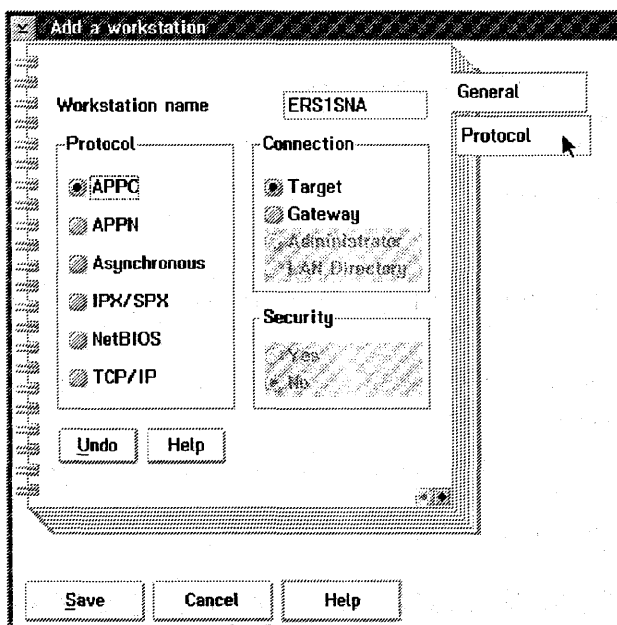 Add a workstation
General
Protocol
Workstation name ERS1SNA
Protocol
APPC
APPN
Asynchronous
IPX/SPX
NetBIOS
TCP/IP
Connection
Target
Gateway
Administrator
LAN Directory
Security
Yes
No
Undo Help
Save Cancel Help